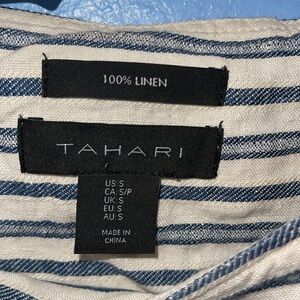 100% LINEN
TAHARI
US:S
CA:S/P
UK:S
EU:S
AU:S
MADE IN
CHINA